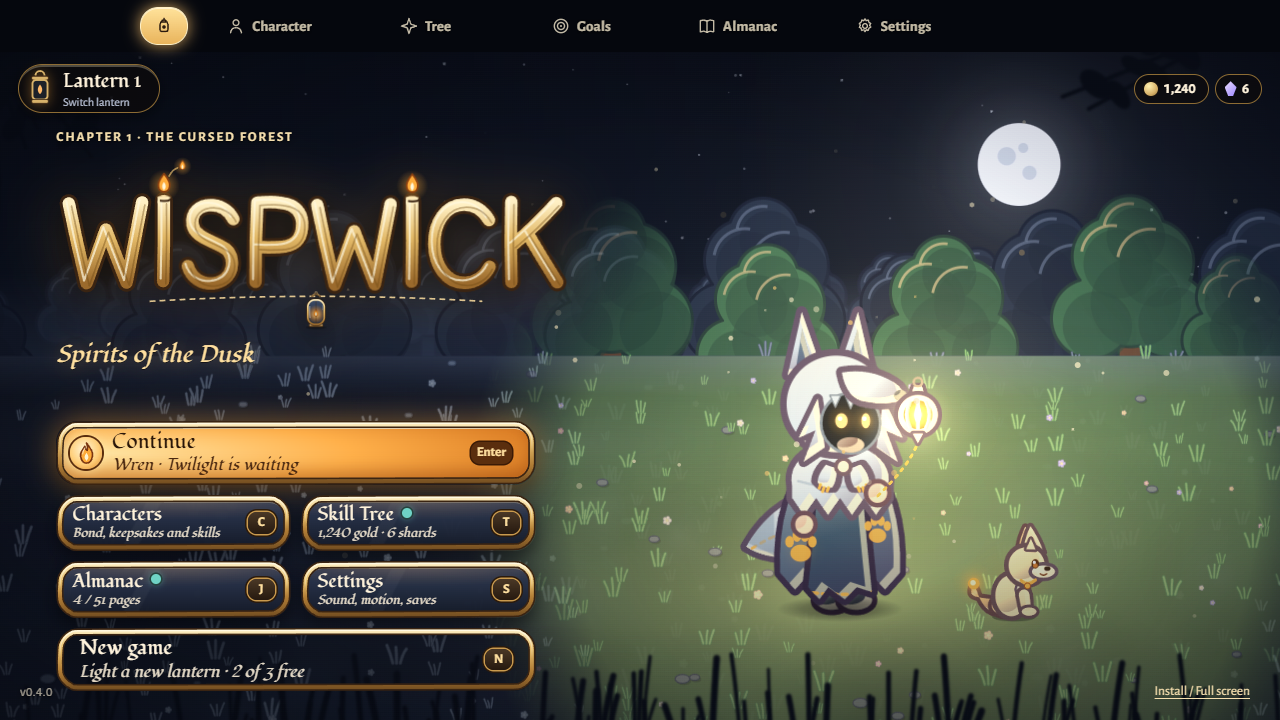 Character
Tree
Goals
Almanac
Settings
Lantern 1
Switch lantern
1,240
6
CHAPTER 1 · THE CURSED FOREST
WISPWICK
Spirits of the Dusk
Continue
Wren · Twilight is waiting
Enter
Characters
Bond, keepsakes and skills
C
Skill Tree
1,240 gold · 6 shards
T
Almanac
4 / 51 pages
J
Settings
Sound, motion, saves
S
New game
Light a new lantern · 2 of 3 free
N
v0.4.0
Install / Full screen